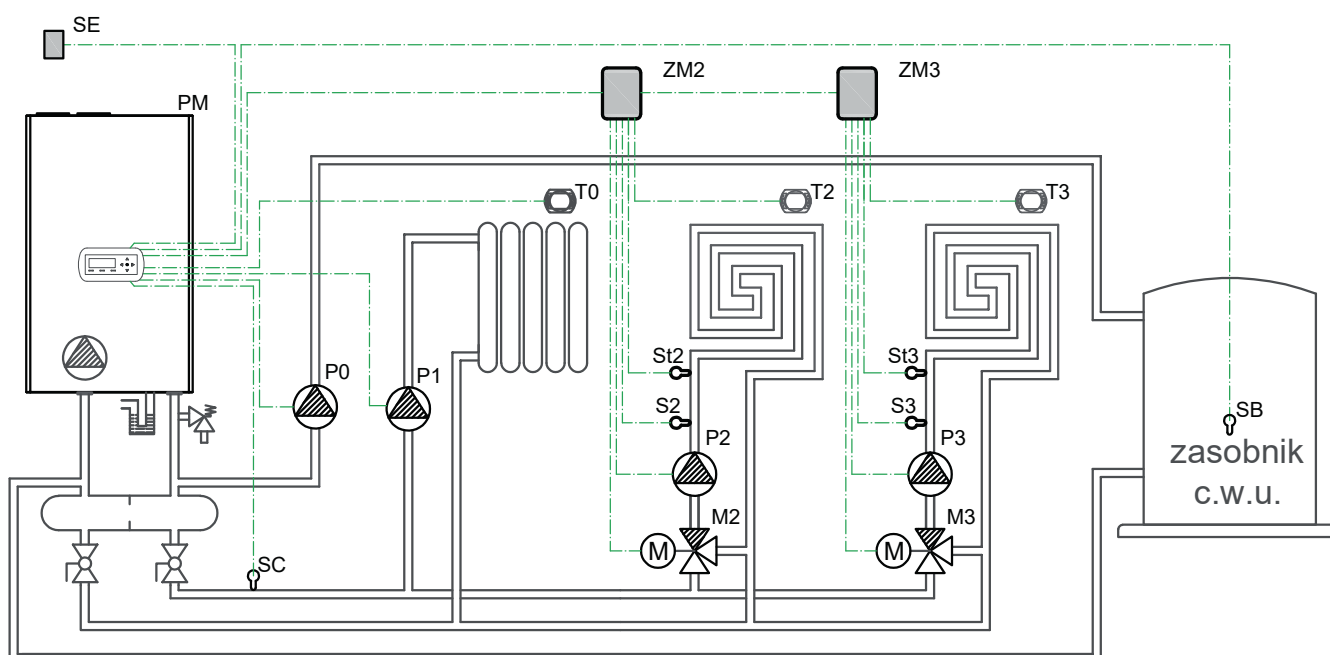 SE
ZM2
ZM3
PM
T0
T2
T3
St2
St3
P0
P1
S2
S3
SB
P2
P3
zasobnik
c.w.u.
M2
M3
M
M
SC